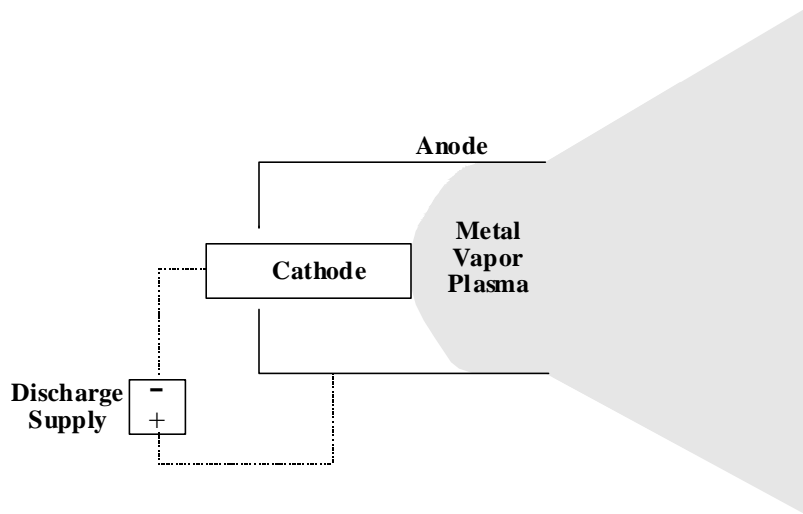 Anode
Metal
Vapor
Plasma
Cathode
Discharge
Supply
-
+